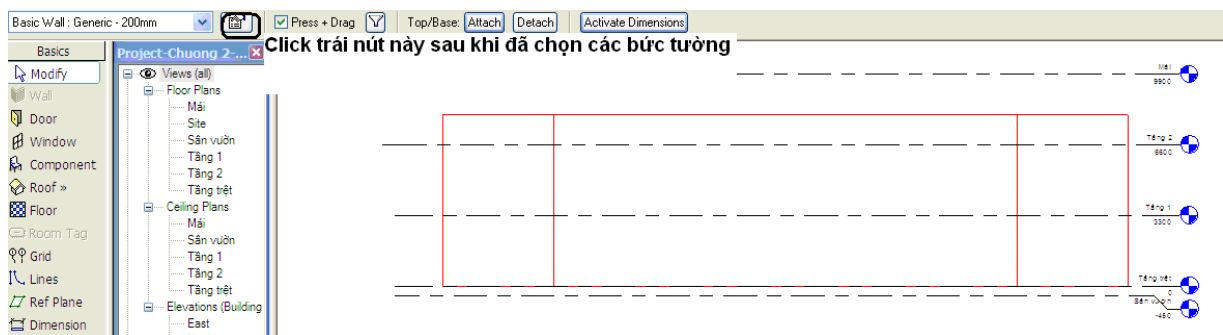 Basic Wall : Generic - 200mm
Press + Drag
Top/Base: Attach Detach
Activate Dimensions
Click trái nút này sau khi đã chọn các bức tường
Basics
Modify
Wall
Door
Window
Component
Roof »
Floor
Room Tag
Grid
Lines
Ref Plane
Dimension
Project-Chuong 2-...
Views (all)
Floor Plans
Mái
Site
Sân vườn
Tầng 1
Tầng 2
Tầng trệt
Ceiling Plans
Mái
Sân vườn
Tầng 1
Tầng 2
Tầng trệt
Elevations (Building
East
Mái
9900
Tầng 2
6600
Tầng 1
3300
Tầng trệt
0
Sân vườn
-450